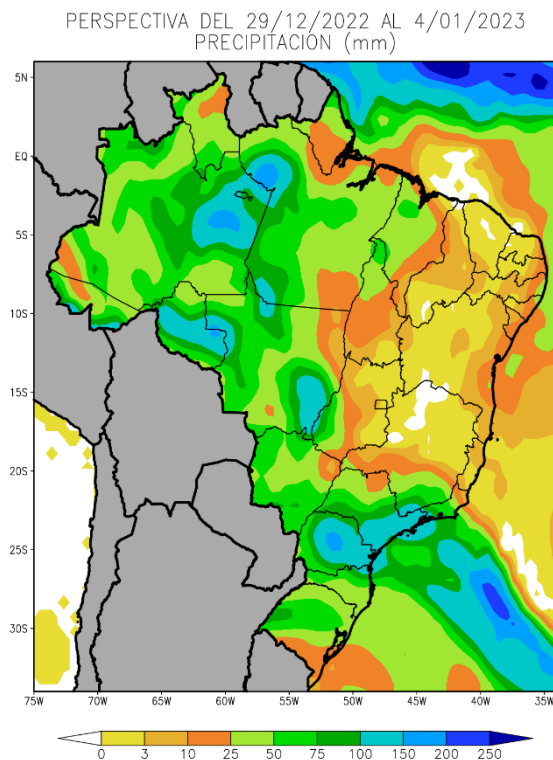 PERSPECTIVA DEL 29/12/2022 AL 4/01/2023
PRECIPITACION (mm)
5N
EQ
5S
10S
15S
20S
25S
30S
75W 70W 65W 60W 55W 50W 45W 40W 35W
0 3 10 25 50 75 100 150 200 250